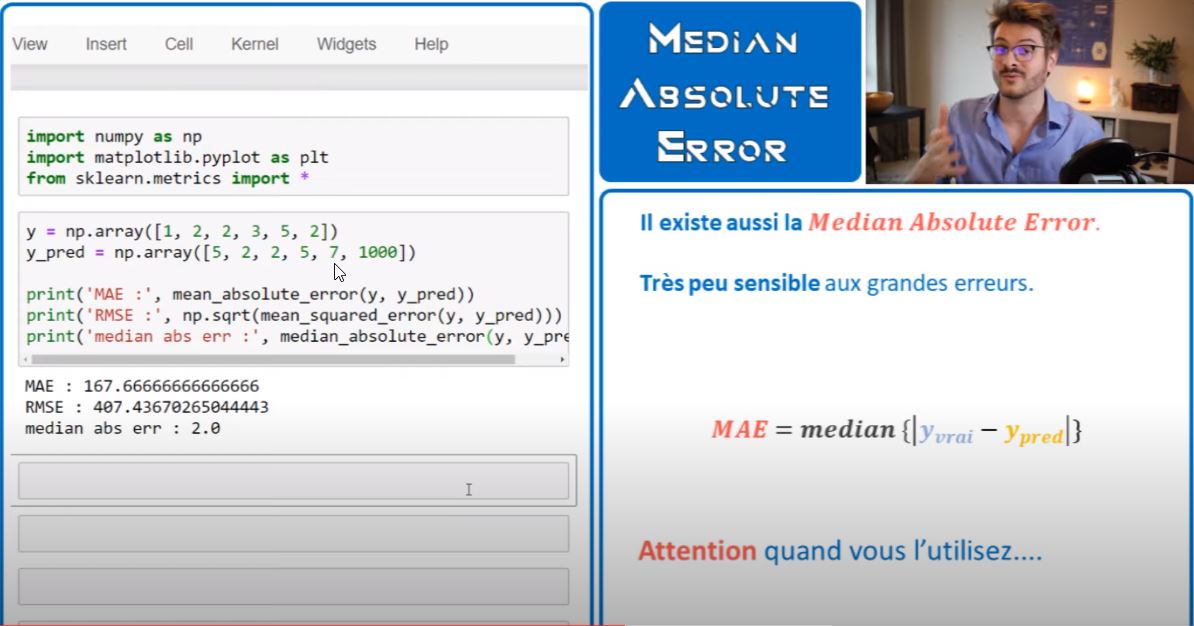 View Insert Cell Kernel Widgets Help
import numpy as np
import matplotlib.pyplot as plt
from sklearn.metrics import *
y = np.array([1, 2, 2, 3, 5, 2])
y_pred = np.array([5, 2, 2, 5, 7, 1000])
print('MAE :', mean_absolute_error(y, y_pred))
print('RMSE :', np.sqrt(mean_squared_error(y, y_pred)))
print('median abs err :', median_absolute_error(y, y_pre
MAE : 167.66666666666666
RMSE : 407.43670265044443
median abs err : 2.0
MEDIAN
ABSOLUTE
ERROR
Il existe aussi la Median Absolute Error.
Très peu sensible aux grandes erreurs.
MAE = median {|y_vrai − y_pred|}
Attention quand vous l’utilisez....